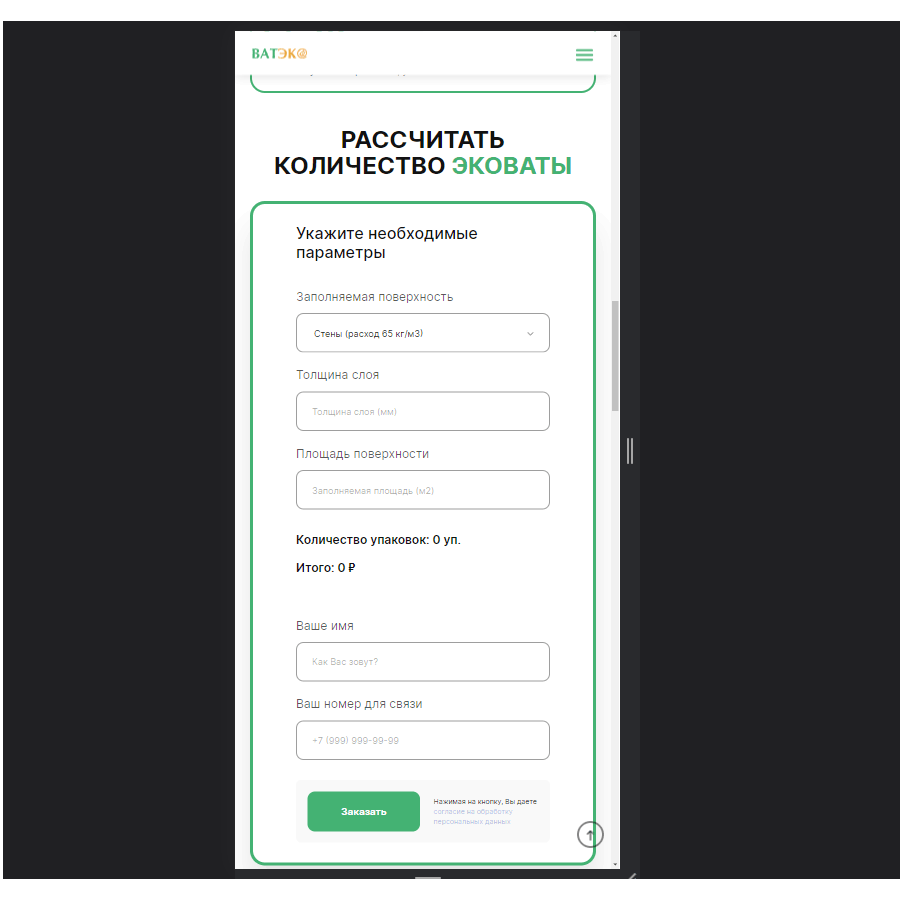 ВАТЭКО
РАССЧИТАТЬ
КОЛИЧЕСТВО ЭКОВАТЫ
Укажите необходимые
параметры
Заполняемая поверхность
Стены (расход 65 кг/м3)
Толщина слоя
Толщина слоя (мм)
Площадь поверхности
Заполняемая площадь (м2)
Количество упаковок: 0 уп.
Итого: 0 ₽
Ваше имя
Как Вас зовут?
Ваш номер для связи
+7 (999) 999-99-99
Заказать
Нажимая на кнопку, Вы даете
согласие на обработку
персональных данных